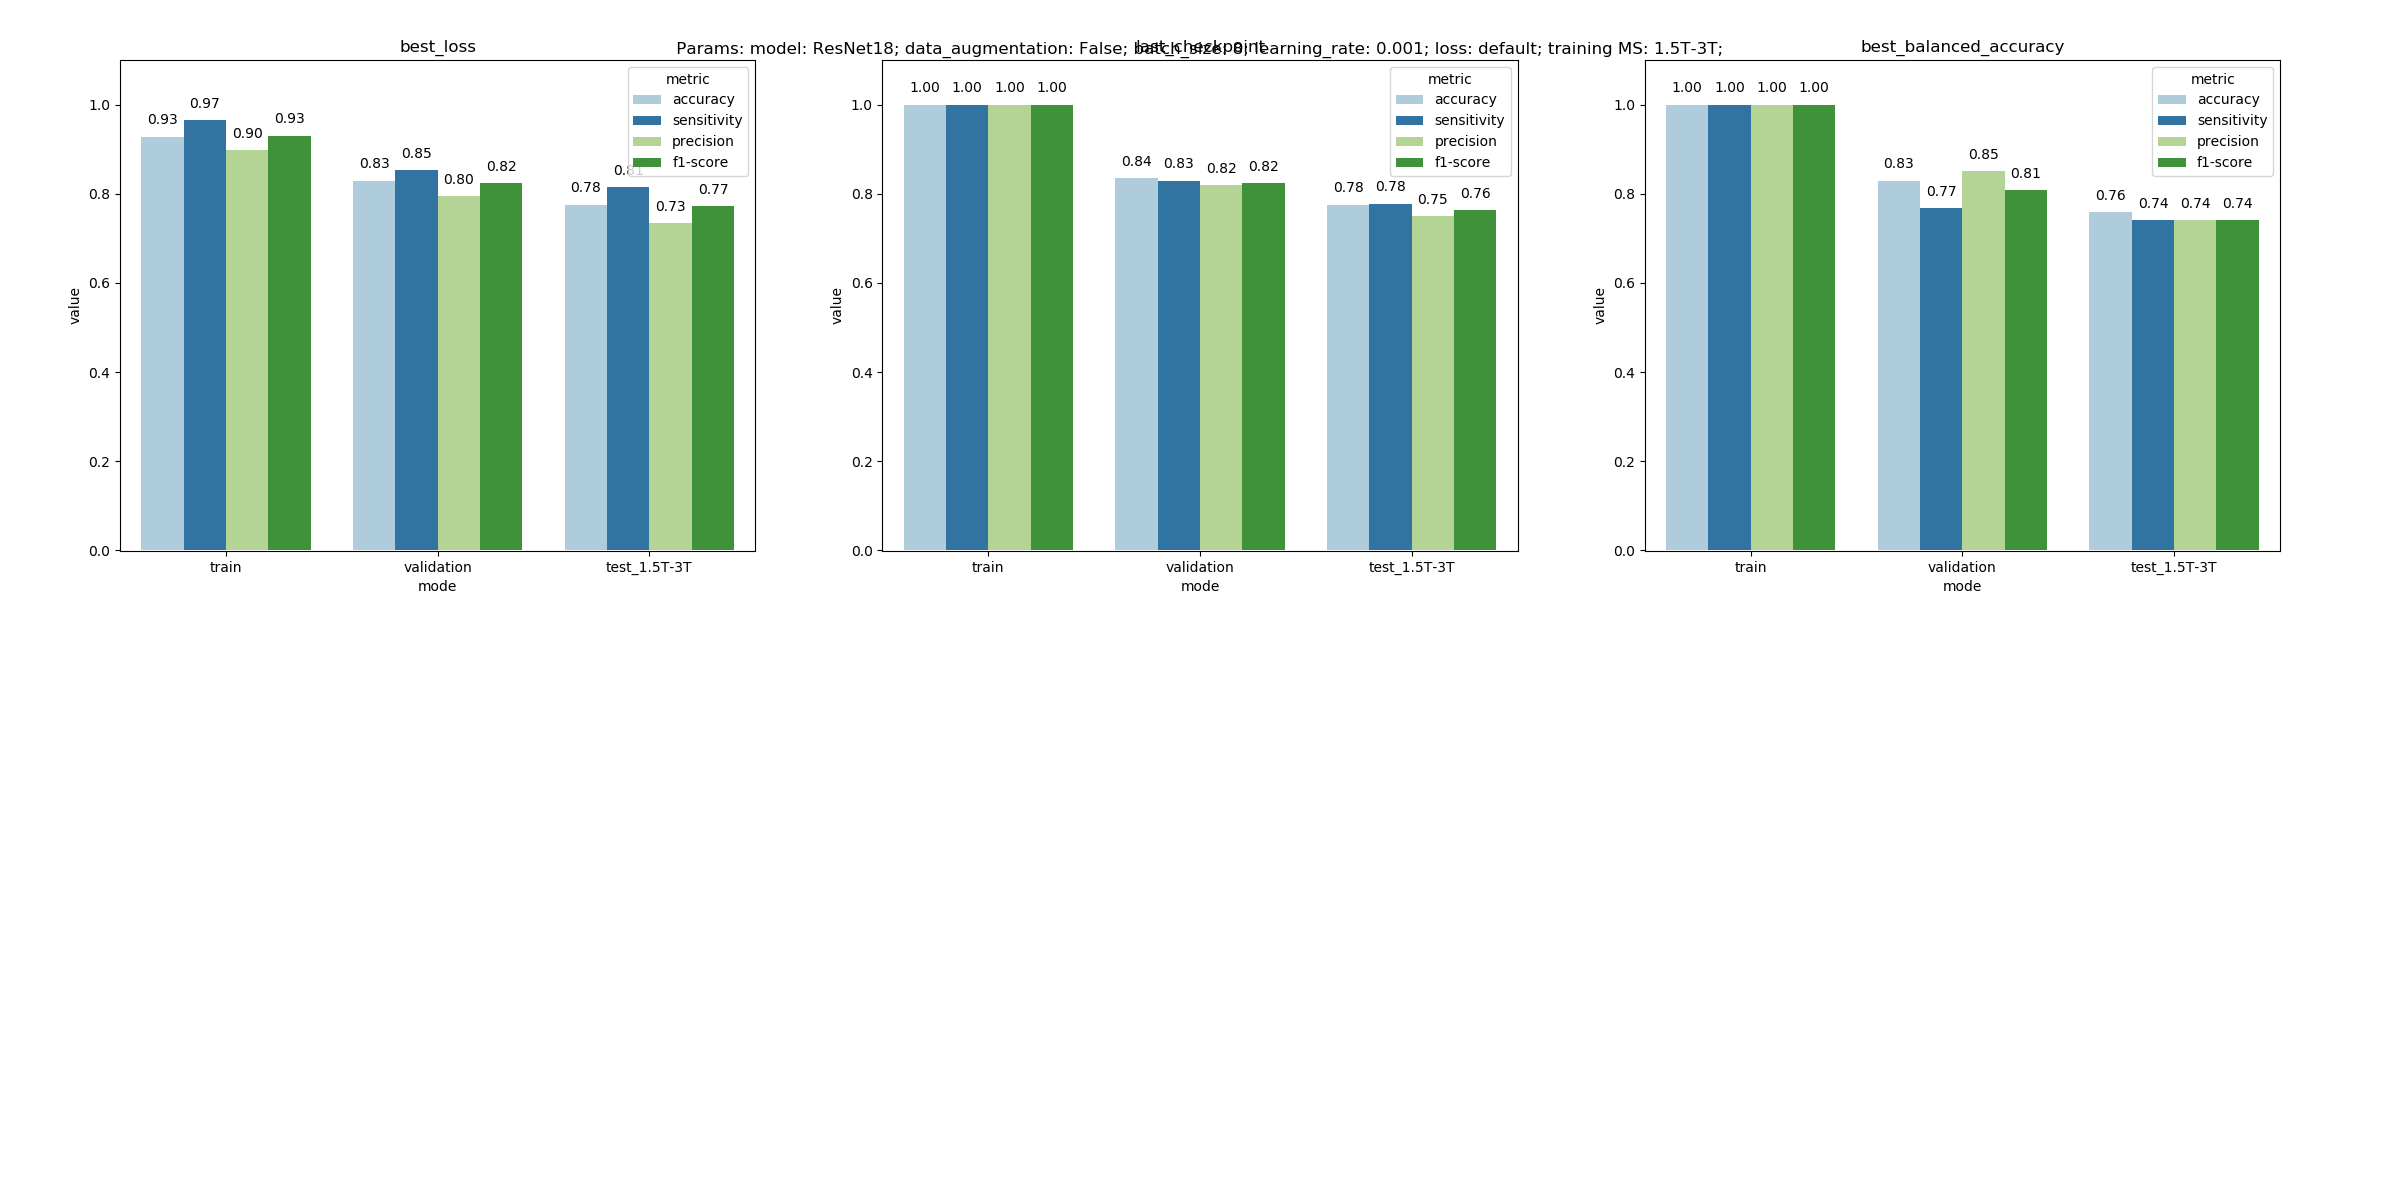 Params: model: ResNet18; data_augmentation: False; batch_size: 8; learning_rate: 0.001; loss: default; training MS: 1.5T-3T;
best_loss
metric
accuracy
sensitivity
precision
f1-score
0.93 0.97 0.90 0.93
0.83 0.85 0.80 0.82
0.78 0.81 0.73 0.77
1.0
0.8
0.6
0.4
0.2
0.0
value
train validation test_1.5T-3T
mode
last_checkpoint
metric
accuracy
sensitivity
precision
f1-score
1.00 1.00 1.00 1.00
0.84 0.83 0.82 0.82
0.78 0.78 0.75 0.76
1.0
0.8
0.6
0.4
0.2
0.0
value
train validation test_1.5T-3T
mode
best_balanced_accuracy
metric
accuracy
sensitivity
precision
f1-score
1.00 1.00 1.00 1.00
0.83 0.77 0.85 0.81
0.76 0.74 0.74 0.74
1.0
0.8
0.6
0.4
0.2
0.0
value
train validation test_1.5T-3T
mode